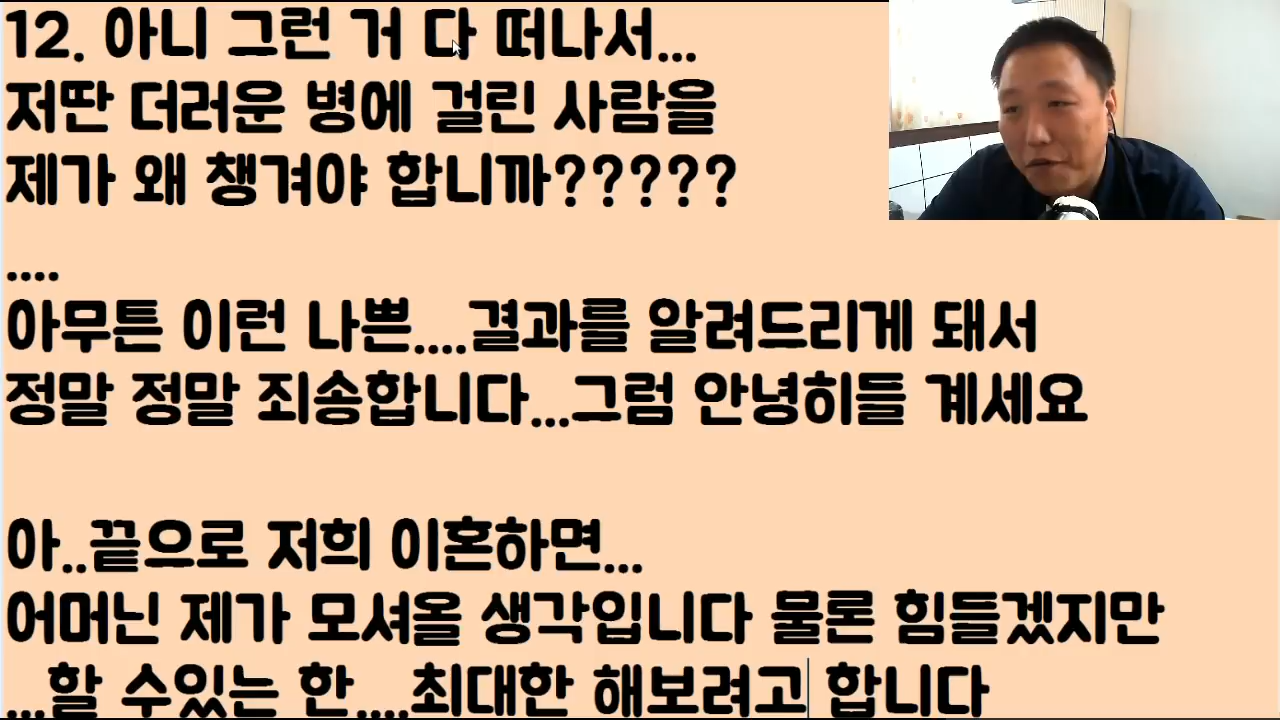 12. 아니 그런 거 다 떠나서...
저딴 더러운 병에 걸린 사람을
제가 왜 챙겨야 합니까?????
....
아무튼 이런 나쁜....결과를 알려드리게 돼서
정말 정말 죄송합니다...그럼 안녕히들 계세요
아..끝으로 저희 이혼하면...
어머닌 제가 모셔올 생각입니다 물론 힘들겠지만
...할 수있는 한....최대한 해보려고 합니다